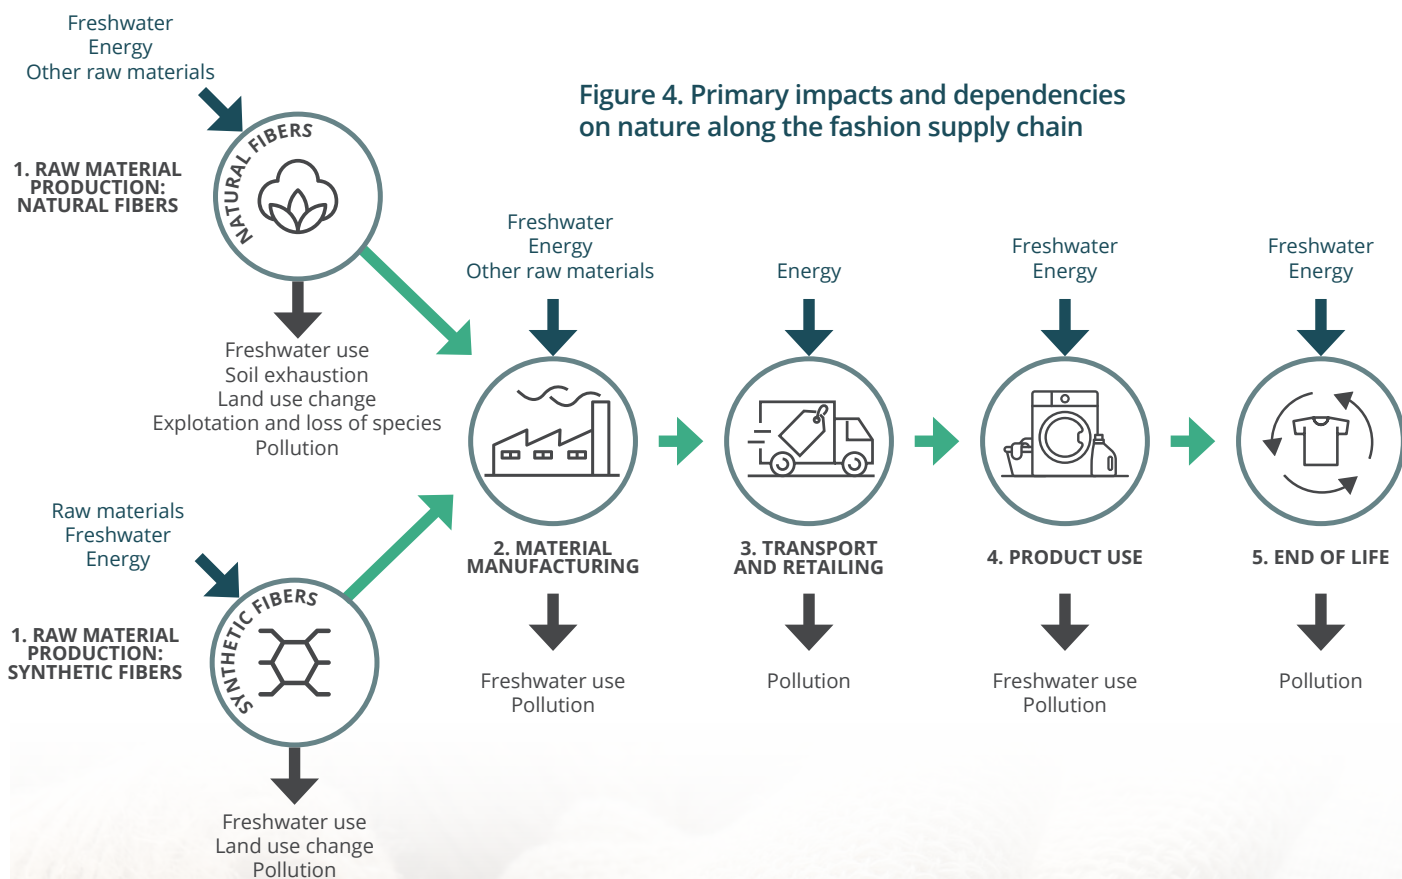 Freshwater
Energy
Other raw materials
Figure 4. Primary impacts and dependencies
on nature along the fashion supply chain
NATURAL FIBERS
1. RAW MATERIAL
PRODUCTION:
NATURAL FIBERS
Freshwater use
Soil exhaustion
Land use change
Explotation and loss of species
Pollution
Raw materials
Freshwater
Energy
SYNTHETIC FIBERS
1. RAW MATERIAL
PRODUCTION:
SYNTHETIC FIBERS
Freshwater use
Land use change
Pollution
Freshwater
Energy
Other raw materials
2. MATERIAL
MANUFACTURING
Freshwater use
Pollution
Energy
3. TRANSPORT
AND RETAILING
Pollution
Freshwater
Energy
4. PRODUCT USE
Freshwater use
Pollution
Freshwater
Energy
5. END OF LIFE
Pollution